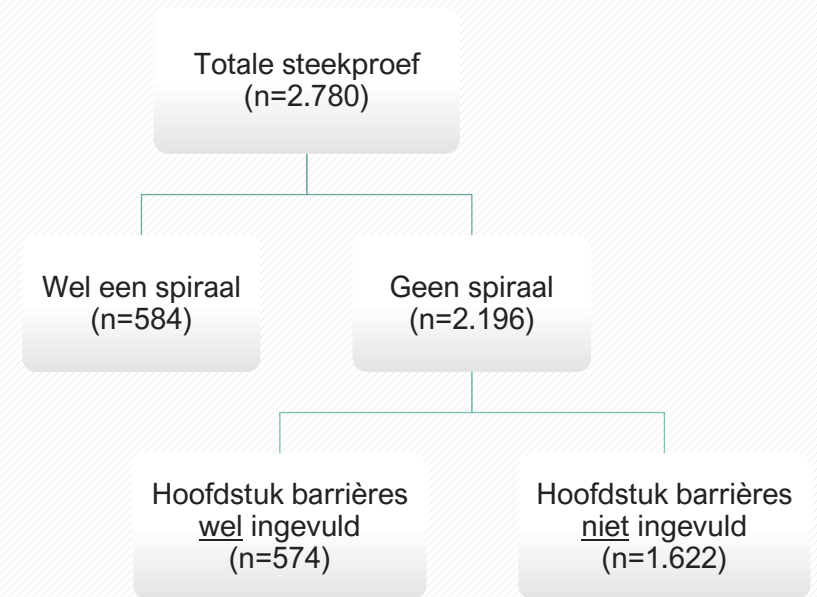 Totale steekproef
(n=2.780)
Wel een spiraal
(n=584)
Geen spiraal
(n=2.196)
Hoofdstuk barrières
wel ingevuld
(n=574)
Hoofdstuk barrières
niet ingevuld
(n=1.622)